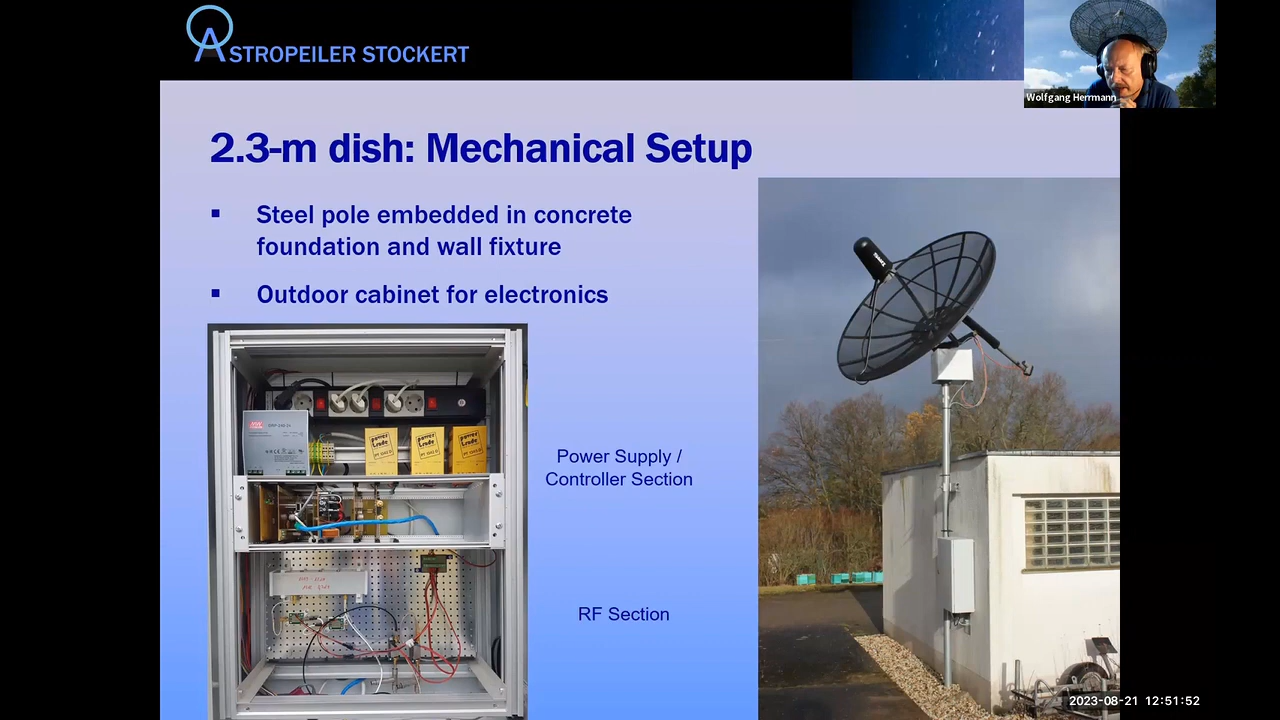 ASTROPEILER STOCKERT
Wolfgang Herrmann
2.3-m dish: Mechanical Setup
▪ Steel pole embedded in concrete
foundation and wall fixture
▪ Outdoor cabinet for electronics
Power Supply /
Controller Section
RF Section
2023-08-21 12:51:52